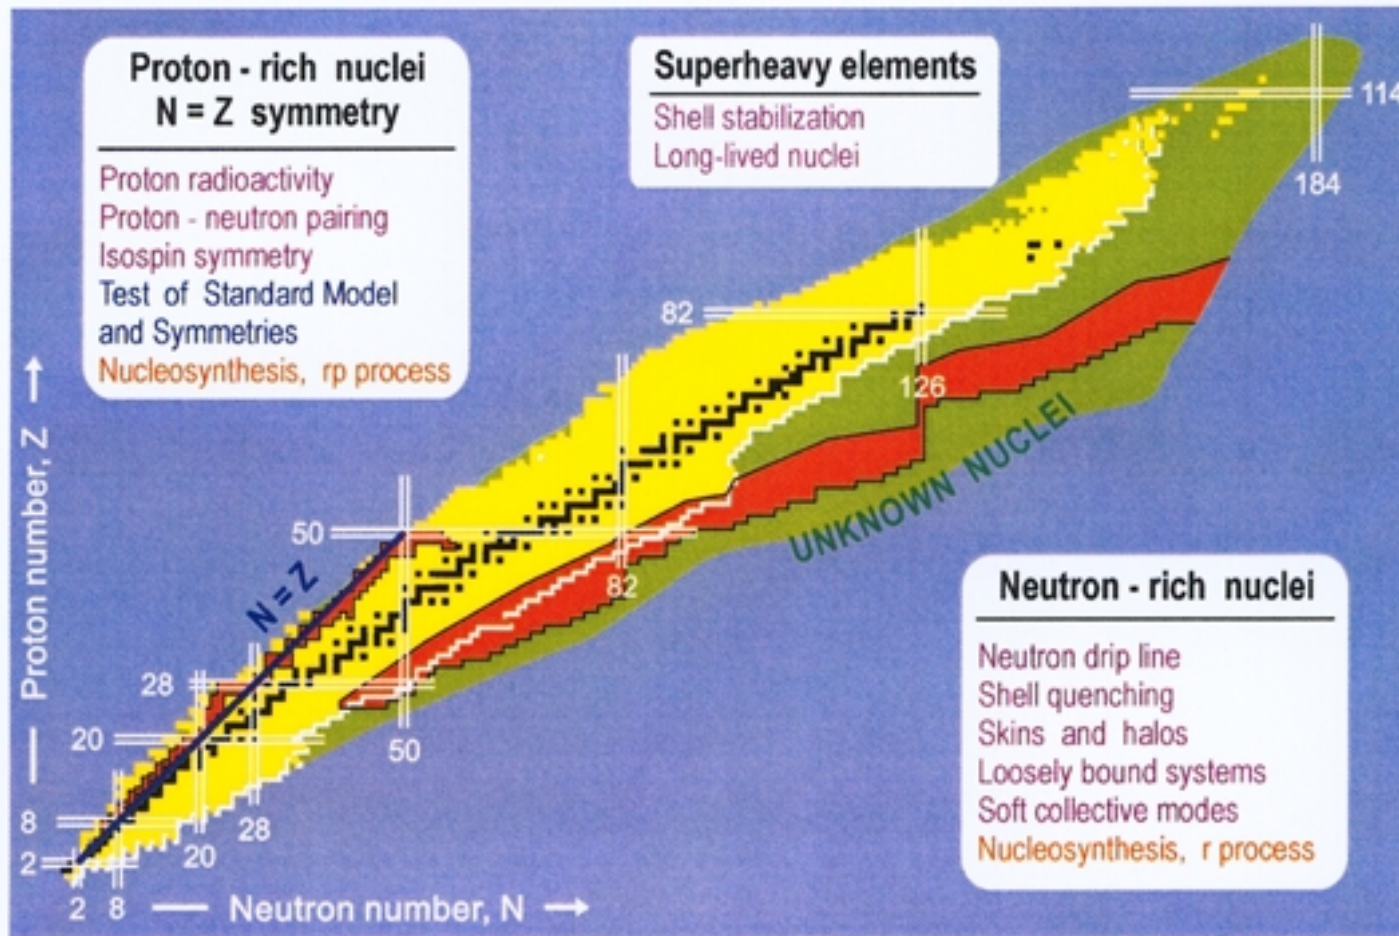 Proton - rich nuclei
N = Z symmetry
Proton radioactivity
Proton - neutron pairing
Isospin symmetry
Test of Standard Model
and Symmetries
Nucleosynthesis, rp process
Superheavy elements
Shell stabilization
Long-lived nuclei
114
184
82
126
50
82
N = Z
UNKNOWN NUCLEI
28
20
50
8
28
20
2
2 8
Proton number, Z
Neutron number, N
Neutron - rich nuclei
Neutron drip line
Shell quenching
Skins and halos
Loosely bound systems
Soft collective modes
Nucleosynthesis, r process